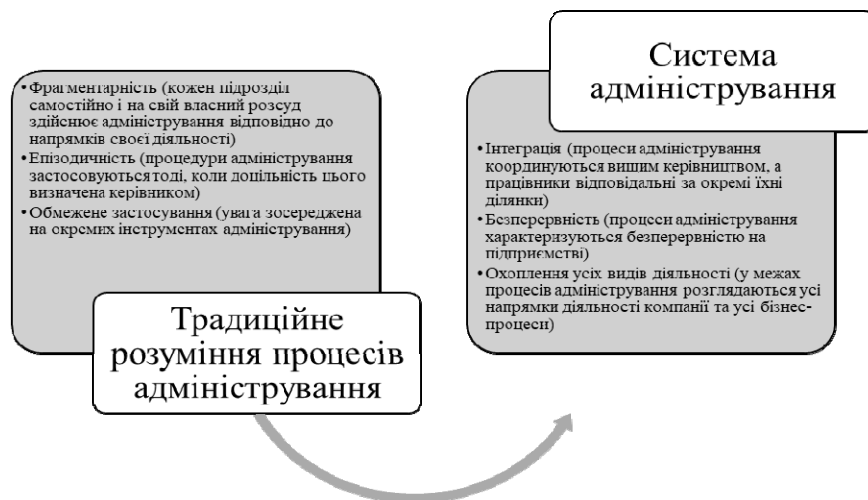 •Фрагментарність (кожен підрозділ
самостійно і на свій власний розсуд
здійснює адміністрування відповідно до
напрямків своєї діяльності)
•Епізодичність (процедури адміністрування
застосовуються тоді, коли доцільність цього
визначена керівником)
•Обмежене застосування (увага зосереджена
на окремих інструментах адміністрування)
Традиційне
розуміння процесів
адміністрування
Система
адміністрування
•Інтеграція (процеси адміністрування
координуються вищим керівництвом, а
працівники відповідальні за окремі їхні
ділянки)
•Безперервність (процеси адміністрування
характеризуються безперервністю на
підприємстві)
•Охоплення усіх видів діяльності (у межах
процесів адміністрування розглядаються усі
напрямки діяльності компанії та усі бізнес-
процеси)